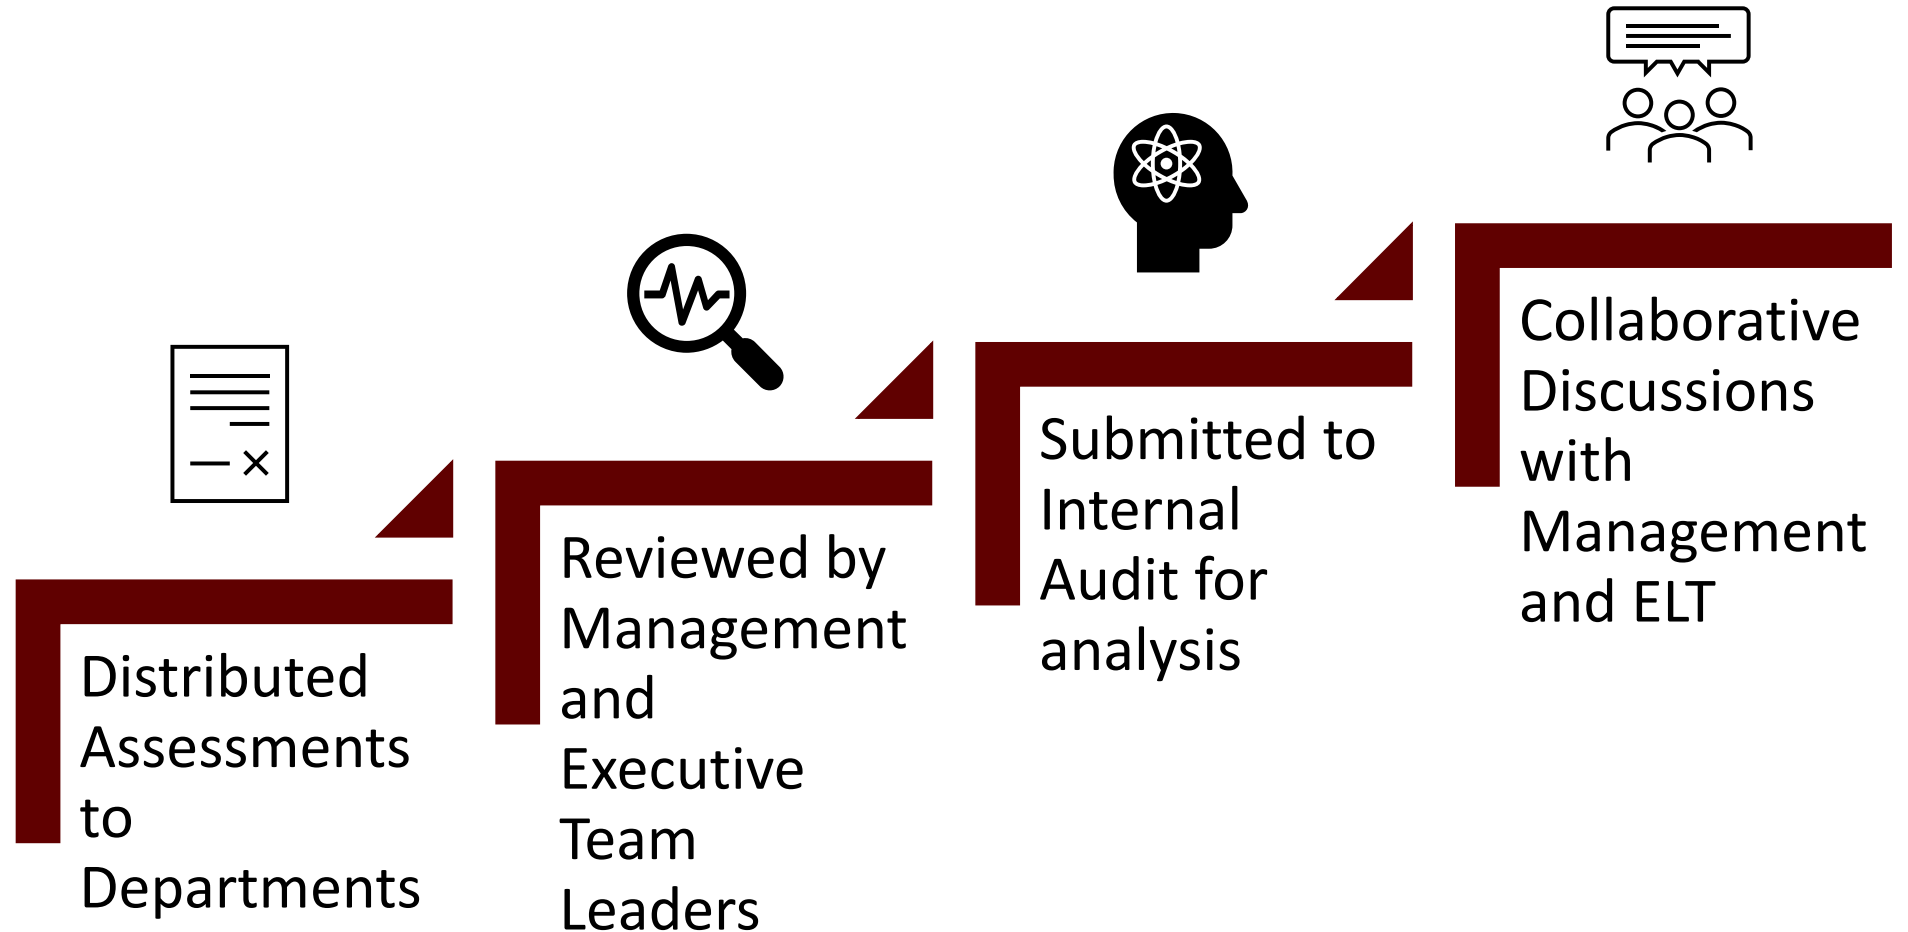 Distributed
Assessments
to
Departments
Reviewed by
Management
and
Executive
Team
Leaders
Submitted to
Internal
Audit for
analysis
Collaborative
Discussions
with
Management
and ELT